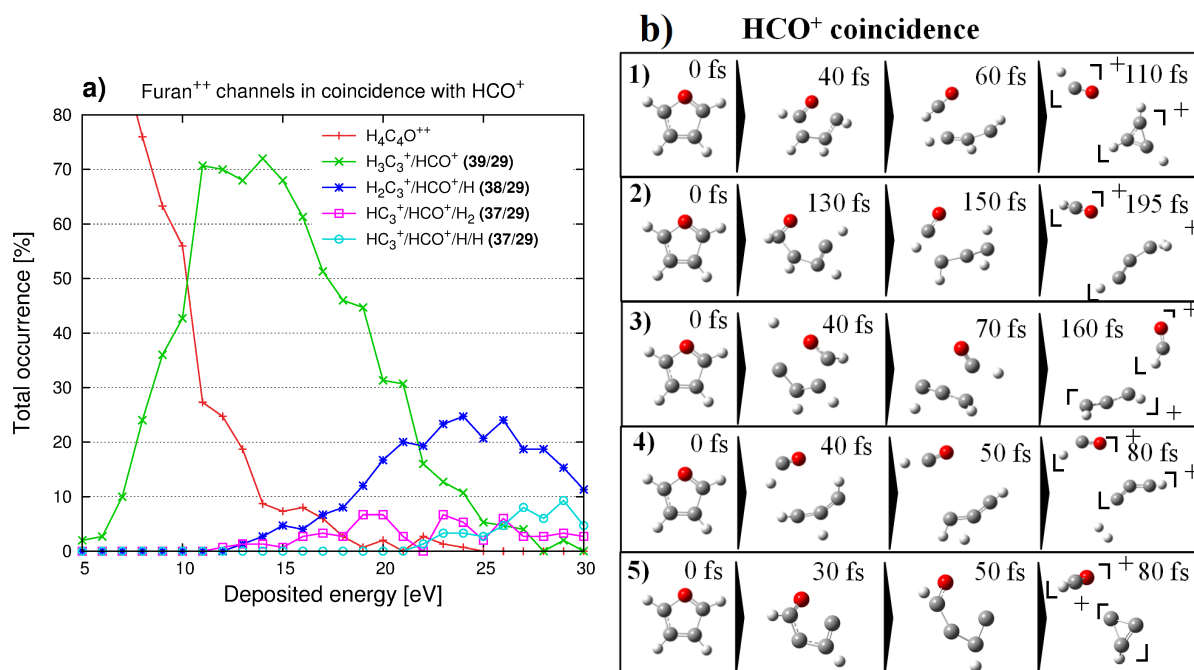 a) Furan⁺⁺ channels in coincidence with HCO⁺
Total occurrence [%]
80
70
60
50
40
30
20
10
0
H₄C₄O⁺⁺
H₃C₃⁺/HCO⁺ (39/29)
H₂C₃⁺/HCO⁺/H (38/29)
HC₃⁺/HCO⁺/H₂ (37/29)
HC₃⁺/HCO⁺/H/H (37/29)
5 10 15 20 25 30
Deposited energy [eV]
b) HCO⁺ coincidence
1) 0 fs 40 fs 60 fs + 110 fs
+
2) 0 fs 130 fs 150 fs + 195 fs
+
3) 0 fs 40 fs 70 fs 160 fs +
+
4) 0 fs 40 fs 50 fs + 80 fs
+
5) 0 fs 30 fs 50 fs + 80 fs
+